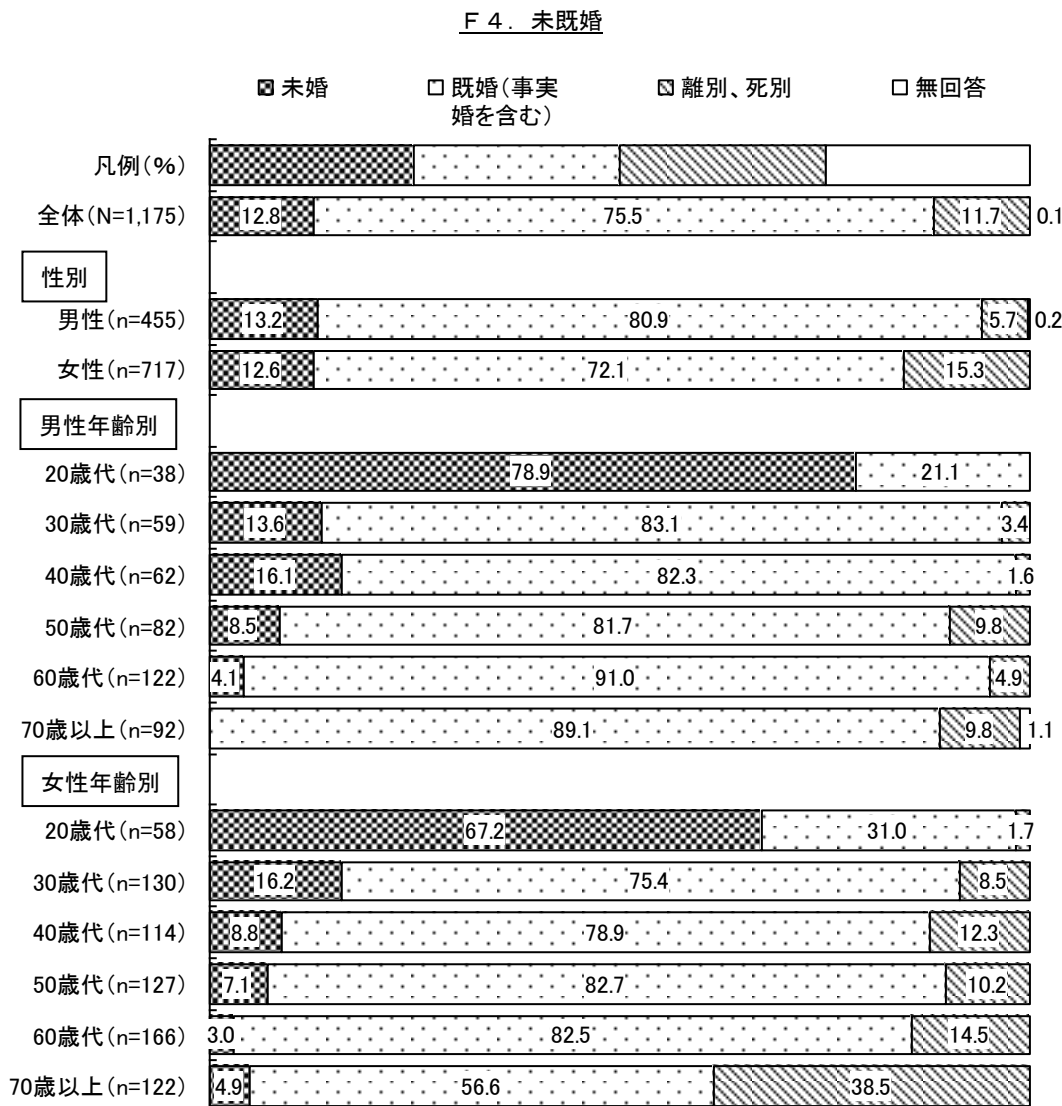 Ｆ４．未既婚
未婚 既婚（事実婚を含む） 離別、死別 無回答
凡例（％）
全体（N=1,175） 12.8 75.5 11.7 0.1
性別
男性（n=455） 13.2 80.9 5.7 0.2
女性（n=717） 12.6 72.1 15.3
男性年齢別
20歳代（n=38） 78.9 21.1
30歳代（n=59） 13.6 83.1 3.4
40歳代（n=62） 16.1 82.3 1.6
50歳代（n=82） 8.5 81.7 9.8
60歳代（n=122） 4.1 91.0 4.9
70歳以上（n=92） 89.1 9.8 1.1
女性年齢別
20歳代（n=58） 67.2 31.0 1.7
30歳代（n=130） 16.2 75.4 8.5
40歳代（n=114） 8.8 78.9 12.3
50歳代（n=127） 7.1 82.7 10.2
60歳代（n=166） 3.0 82.5 14.5
70歳以上（n=122） 4.9 56.6 38.5